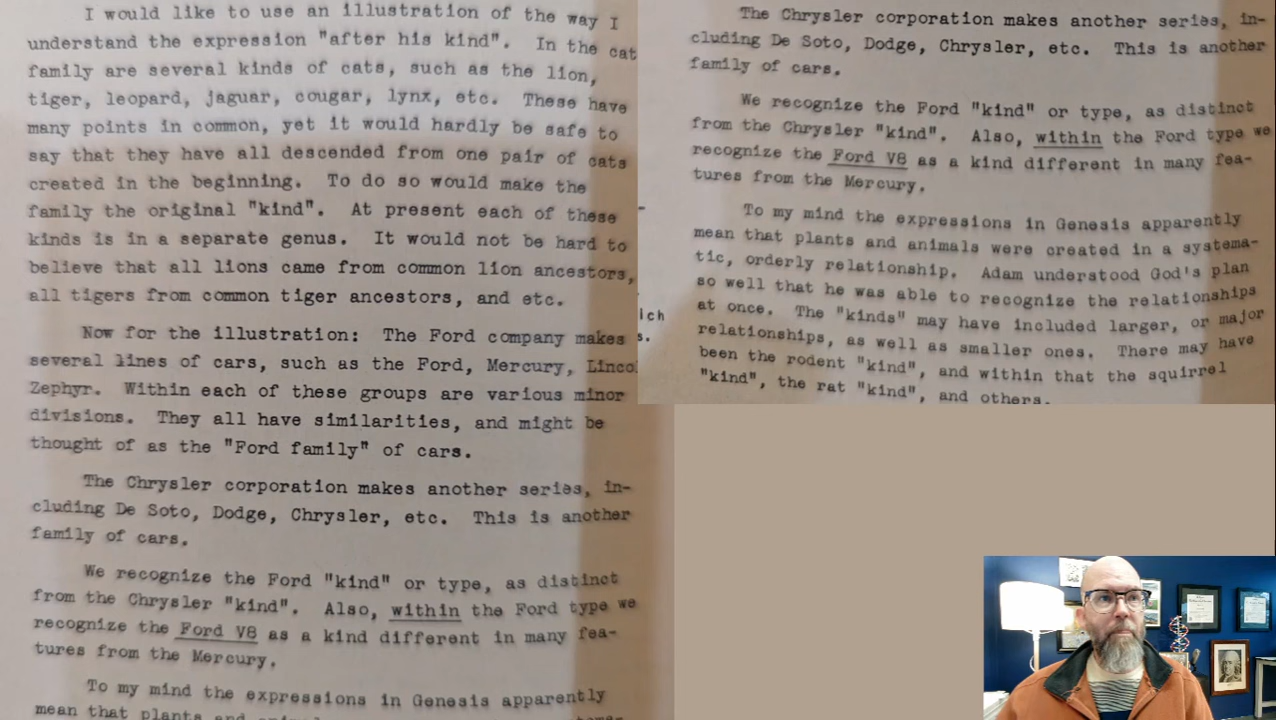 I would like to use an illustration of the way I
understand the expression "after his kind". In the cat
family are several kinds of cats, such as the lion,
tiger, leopard, jaguar, cougar, lynx, etc. These have
many points in common, yet it would hardly be safe to
say that they have all descended from one pair of cats
created in the beginning. To do so would make the
family the original "kind". At present each of these
kinds is in a separate genus. It would not be hard to
believe that all lions came from common lion ancestors,
all tigers from common tiger ancestors, and etc.
Now for the illustration: The Ford company makes
several lines of cars, such as the Ford, Mercury, Linco
Zephyr. Within each of these groups are various minor
divisions. They all have similarities, and might be
thought of as the "Ford family" of cars.
The Chrysler corporation makes another series, in-
cluding De Soto, Dodge, Chrysler, etc. This is another
family of cars.
We recognize the Ford "kind" or type, as distinct
from the Chrysler "kind". Also, within the Ford type we
recognize the Ford V8 as a kind different in many fea-
tures from the Mercury.
To my mind the expressions in Genesis apparently
mean that plants and
The Chrysler corporation makes another series, in-
cluding De Soto, Dodge, Chrysler, etc. This is another
family of cars.
We recognize the Ford "kind" or type, as distinct
from the Chrysler "kind". Also, within the Ford type we
recognize the Ford V8 as a kind different in many fea-
tures from the Mercury.
To my mind the expressions in Genesis apparently
mean that plants and animals were created in a systema-
tic, orderly relationship. Adam understood God's plan
so well that he was able to recognize the relationships
at once. The "kinds" may have included larger, or major
relationships, as well as smaller ones. There may have
been the rodent "kind", and within that the squirrel
"kind", the rat "kind", and others.
ich
s.